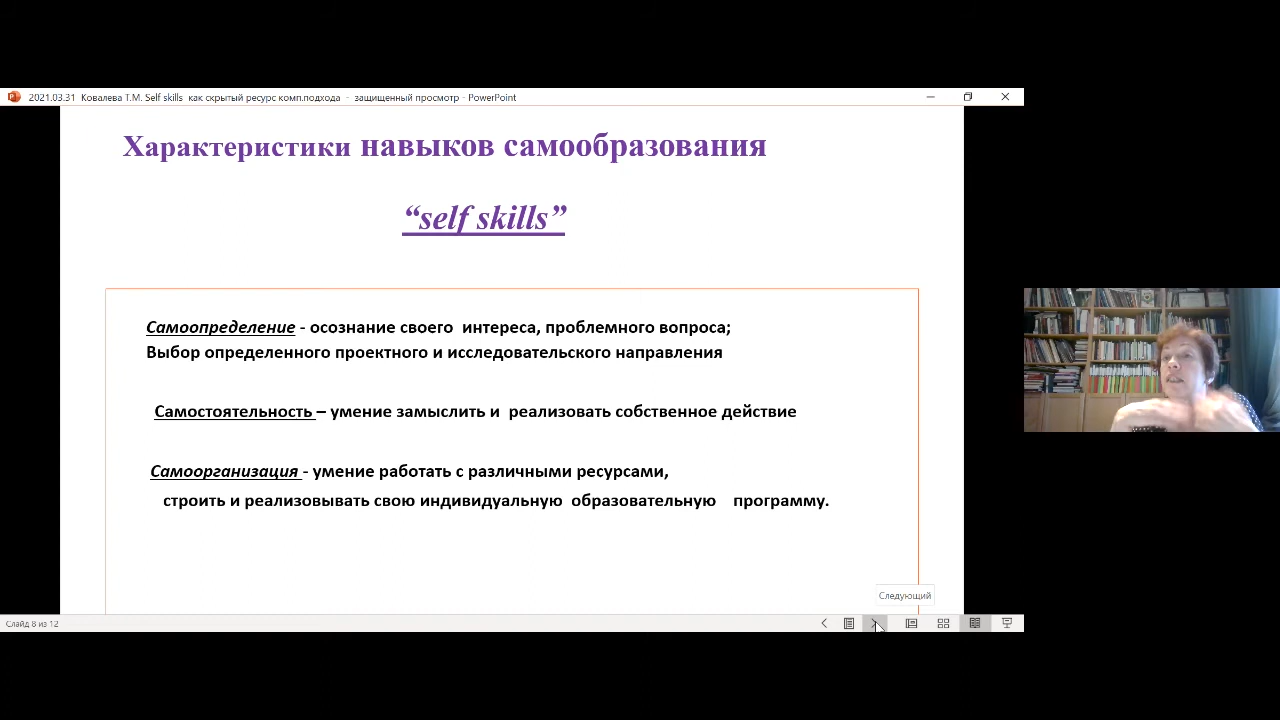 2021.03.31 Ковалева Т.М. Self skills как скрытый ресурс комп.подхода - защищенный просмотр - PowerPoint
Характеристики навыков самообразования
“self skills”
Самоопределение - осознание своего интереса, проблемного вопроса;
Выбор определенного проектного и исследовательского направления
Самостоятельность – умение замыслить и реализовать собственное действие
Самоорганизация - умение работать с различными ресурсами,
строить и реализовывать свою индивидуальную образовательную программу.
Следующий
Слайд 8 из 12